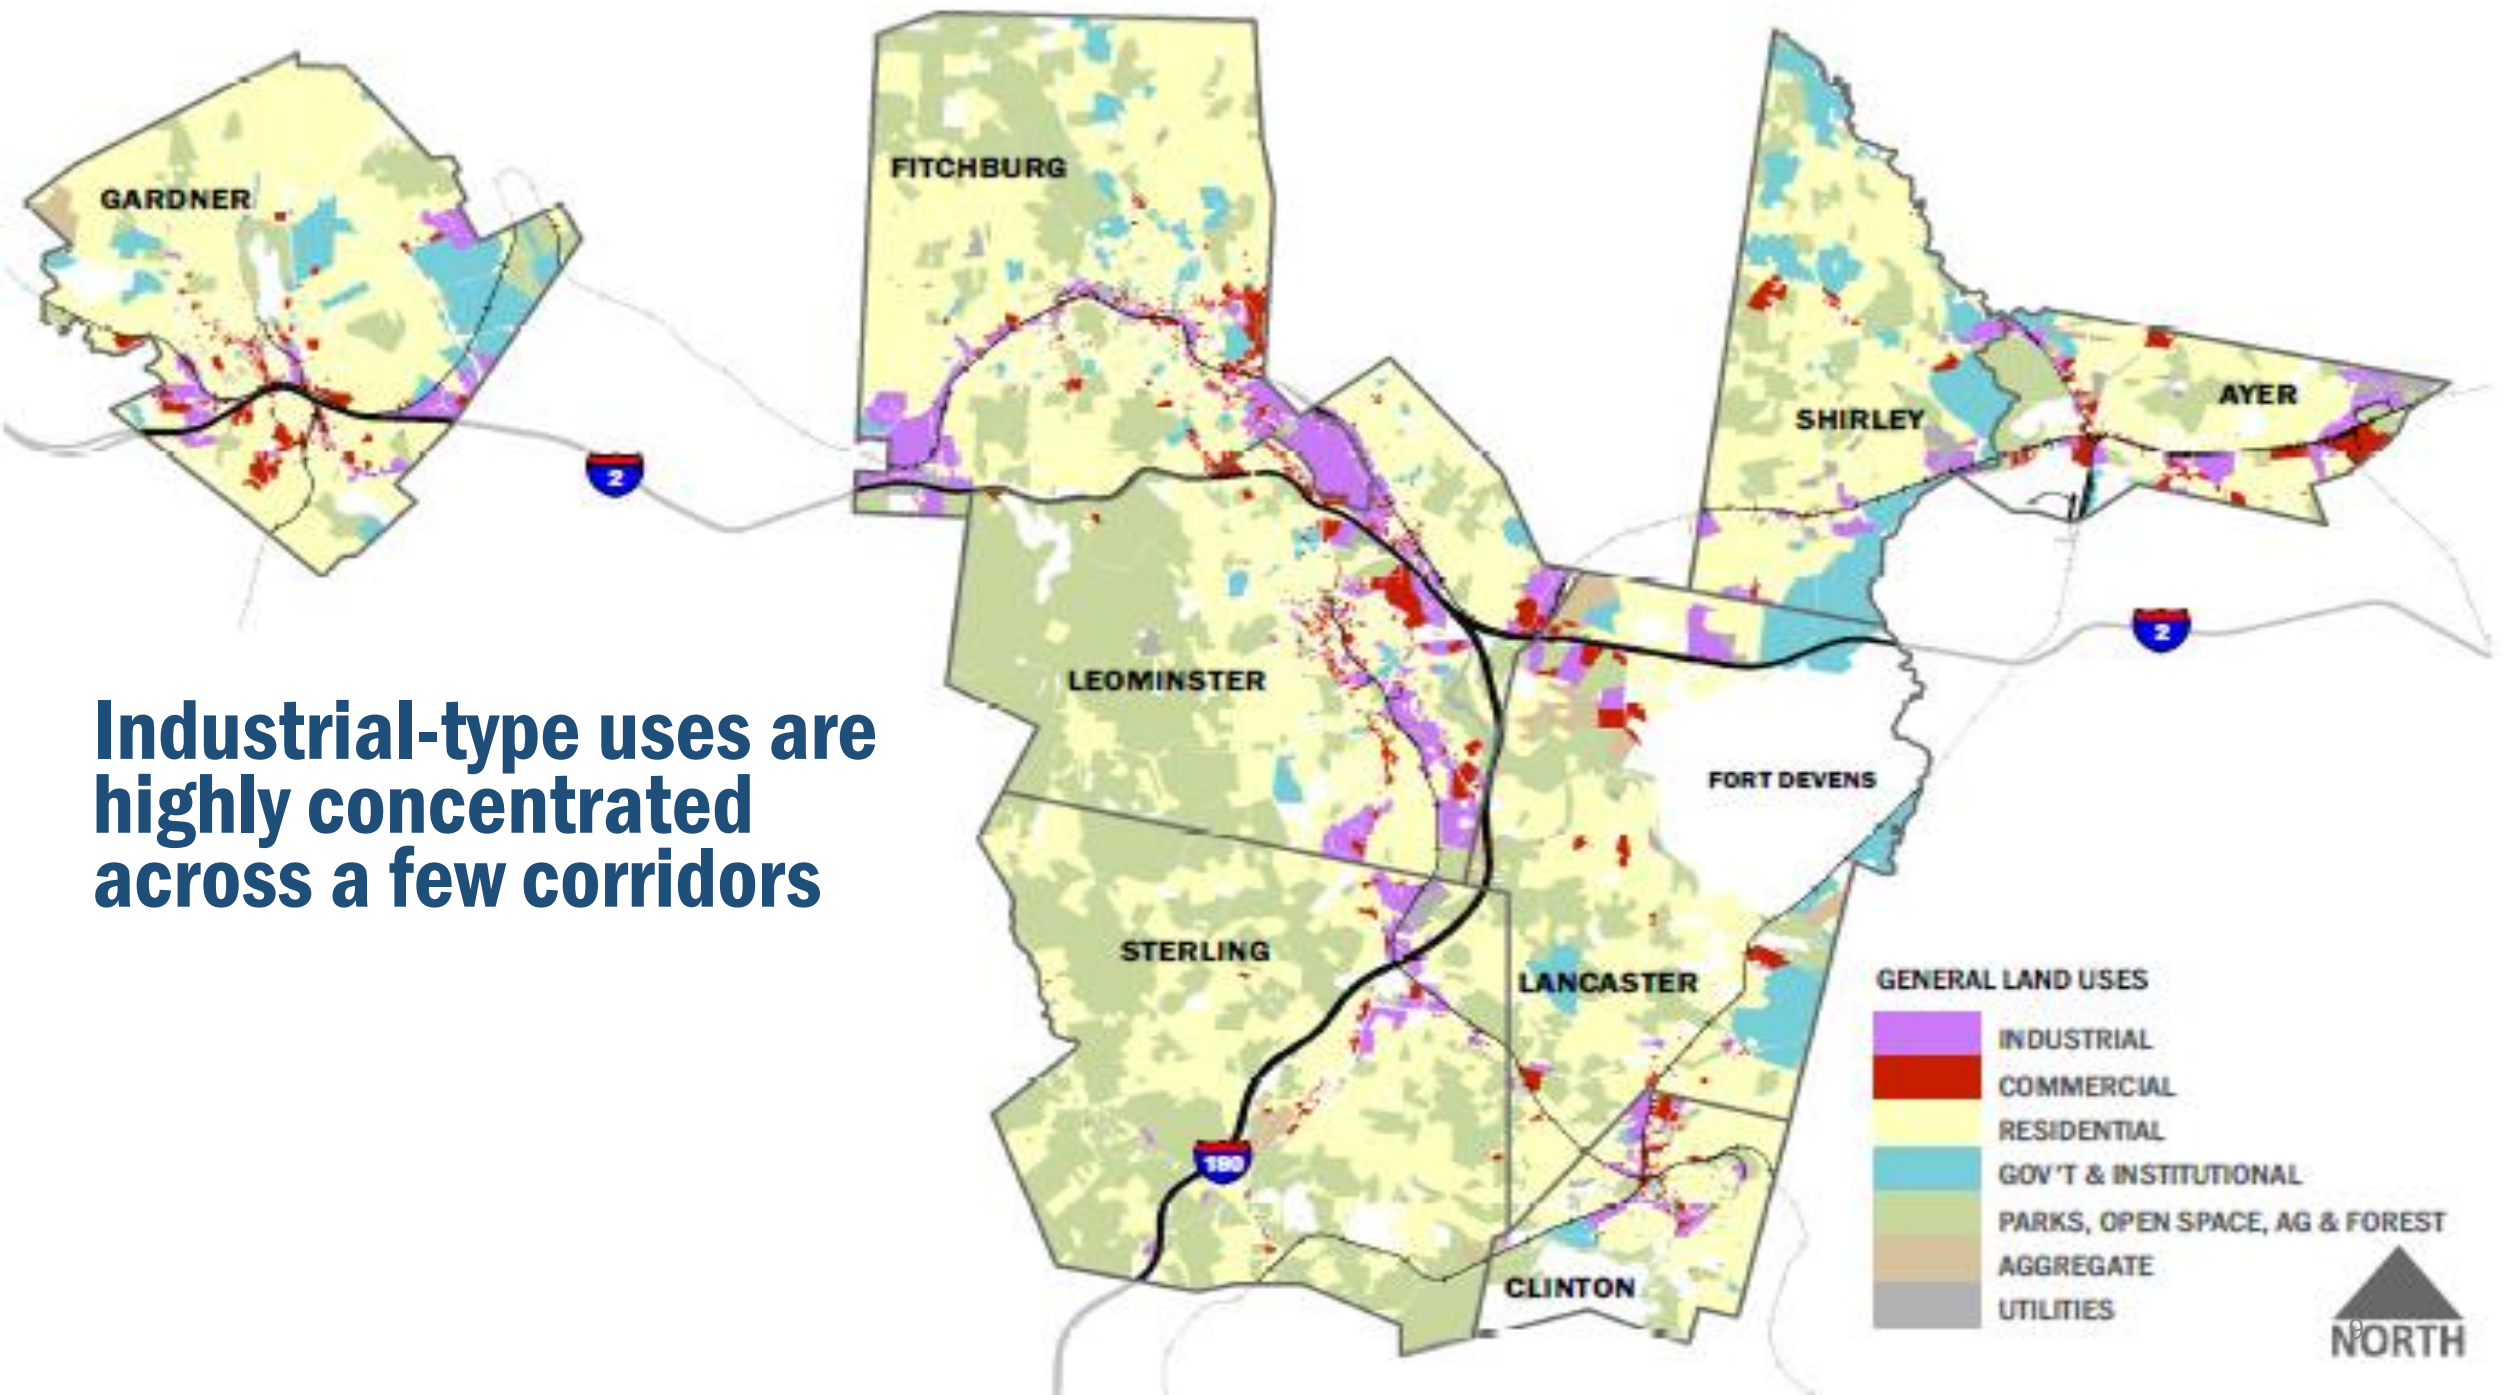 GARDNER
FITCHBURG
SHIRLEY
AYER
2
2
LEOMINSTER
Industrial-type uses are
highly concentrated
across a few corridors
FORT DEVENS
STERLING
LANCASTER
190
CLINTON
GENERAL LAND USES
INDUSTRIAL
COMMERCIAL
RESIDENTIAL
GOV'T & INSTITUTIONAL
PARKS, OPEN SPACE, AG & FOREST
AGGREGATE
UTILITIES
9
NORTH